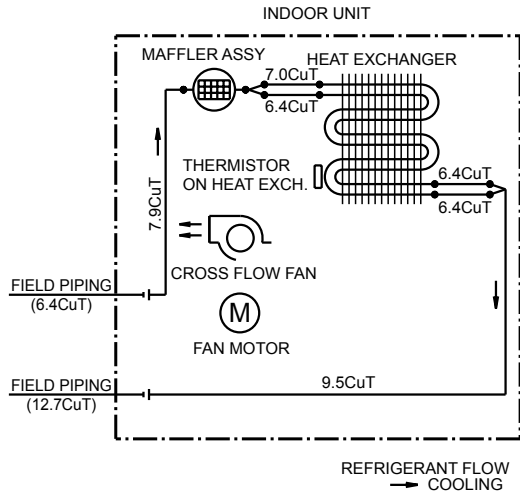 INDOOR UNIT
MAFFLER ASSY
HEAT EXCHANGER
7.0CuT
6.4CuT
THERMISTOR
ON HEAT EXCH.
6.4CuT
6.4CuT
7.9CuT
CROSS FLOW FAN
FIELD PIPING
(6.4CuT)
M
FAN MOTOR
FIELD PIPING
(12.7CuT)
9.5CuT
REFRIGERANT FLOW
COOLING